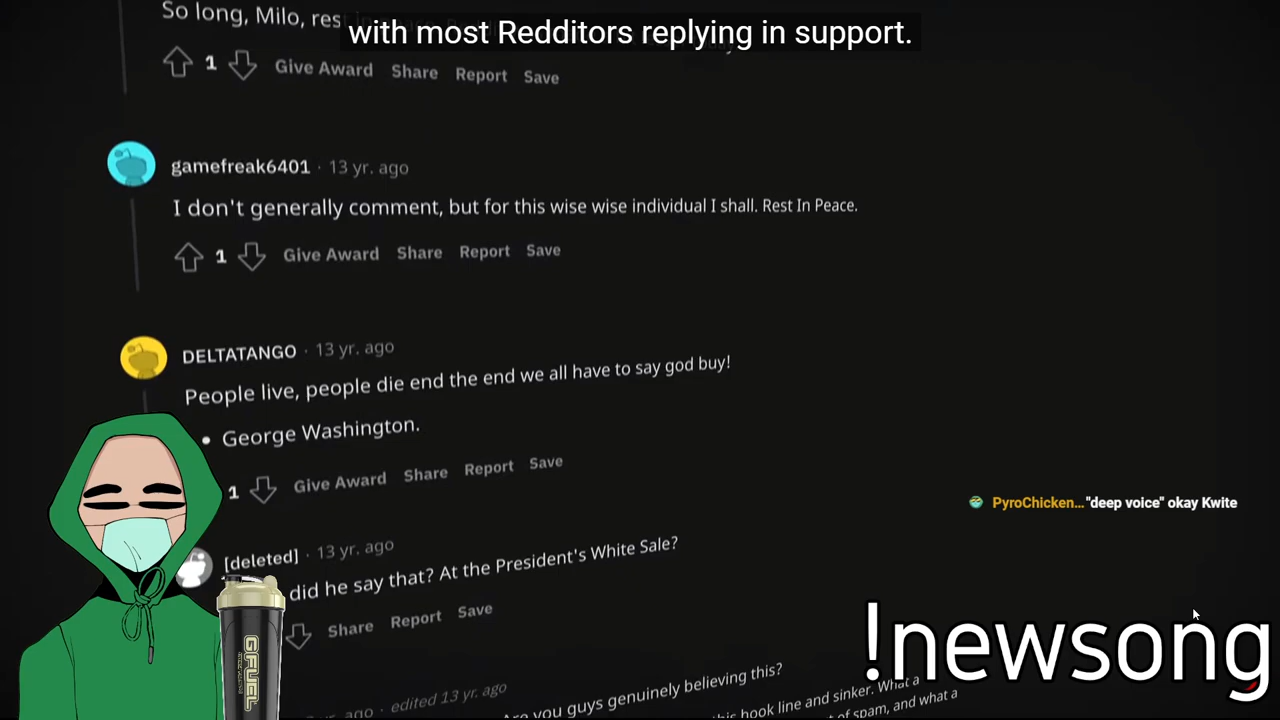 So long, Milo, res
with most Redditors replying in support.
1 Give Award Share Report Save
gamefreak6401 · 13 yr. ago
I don't generally comment, but for this wise wise individual I shall. Rest In Peace.
1 Give Award Share Report Save
DELTATANGO · 13 yr. ago
People live, people die end the end we all have to say god buy!
• George Washington.
1 Give Award Share Report Save
PyroChicken... "deep voice" okay Kwite
[deleted] · 13 yr. ago
did he say that? At the President's White Sale?
Share Report Save
!newsong
GFUEL
ago · edited 13 yr. ago
Are you guys genuinely believing this?
this hook line and sinker. What a
of spam, and what a